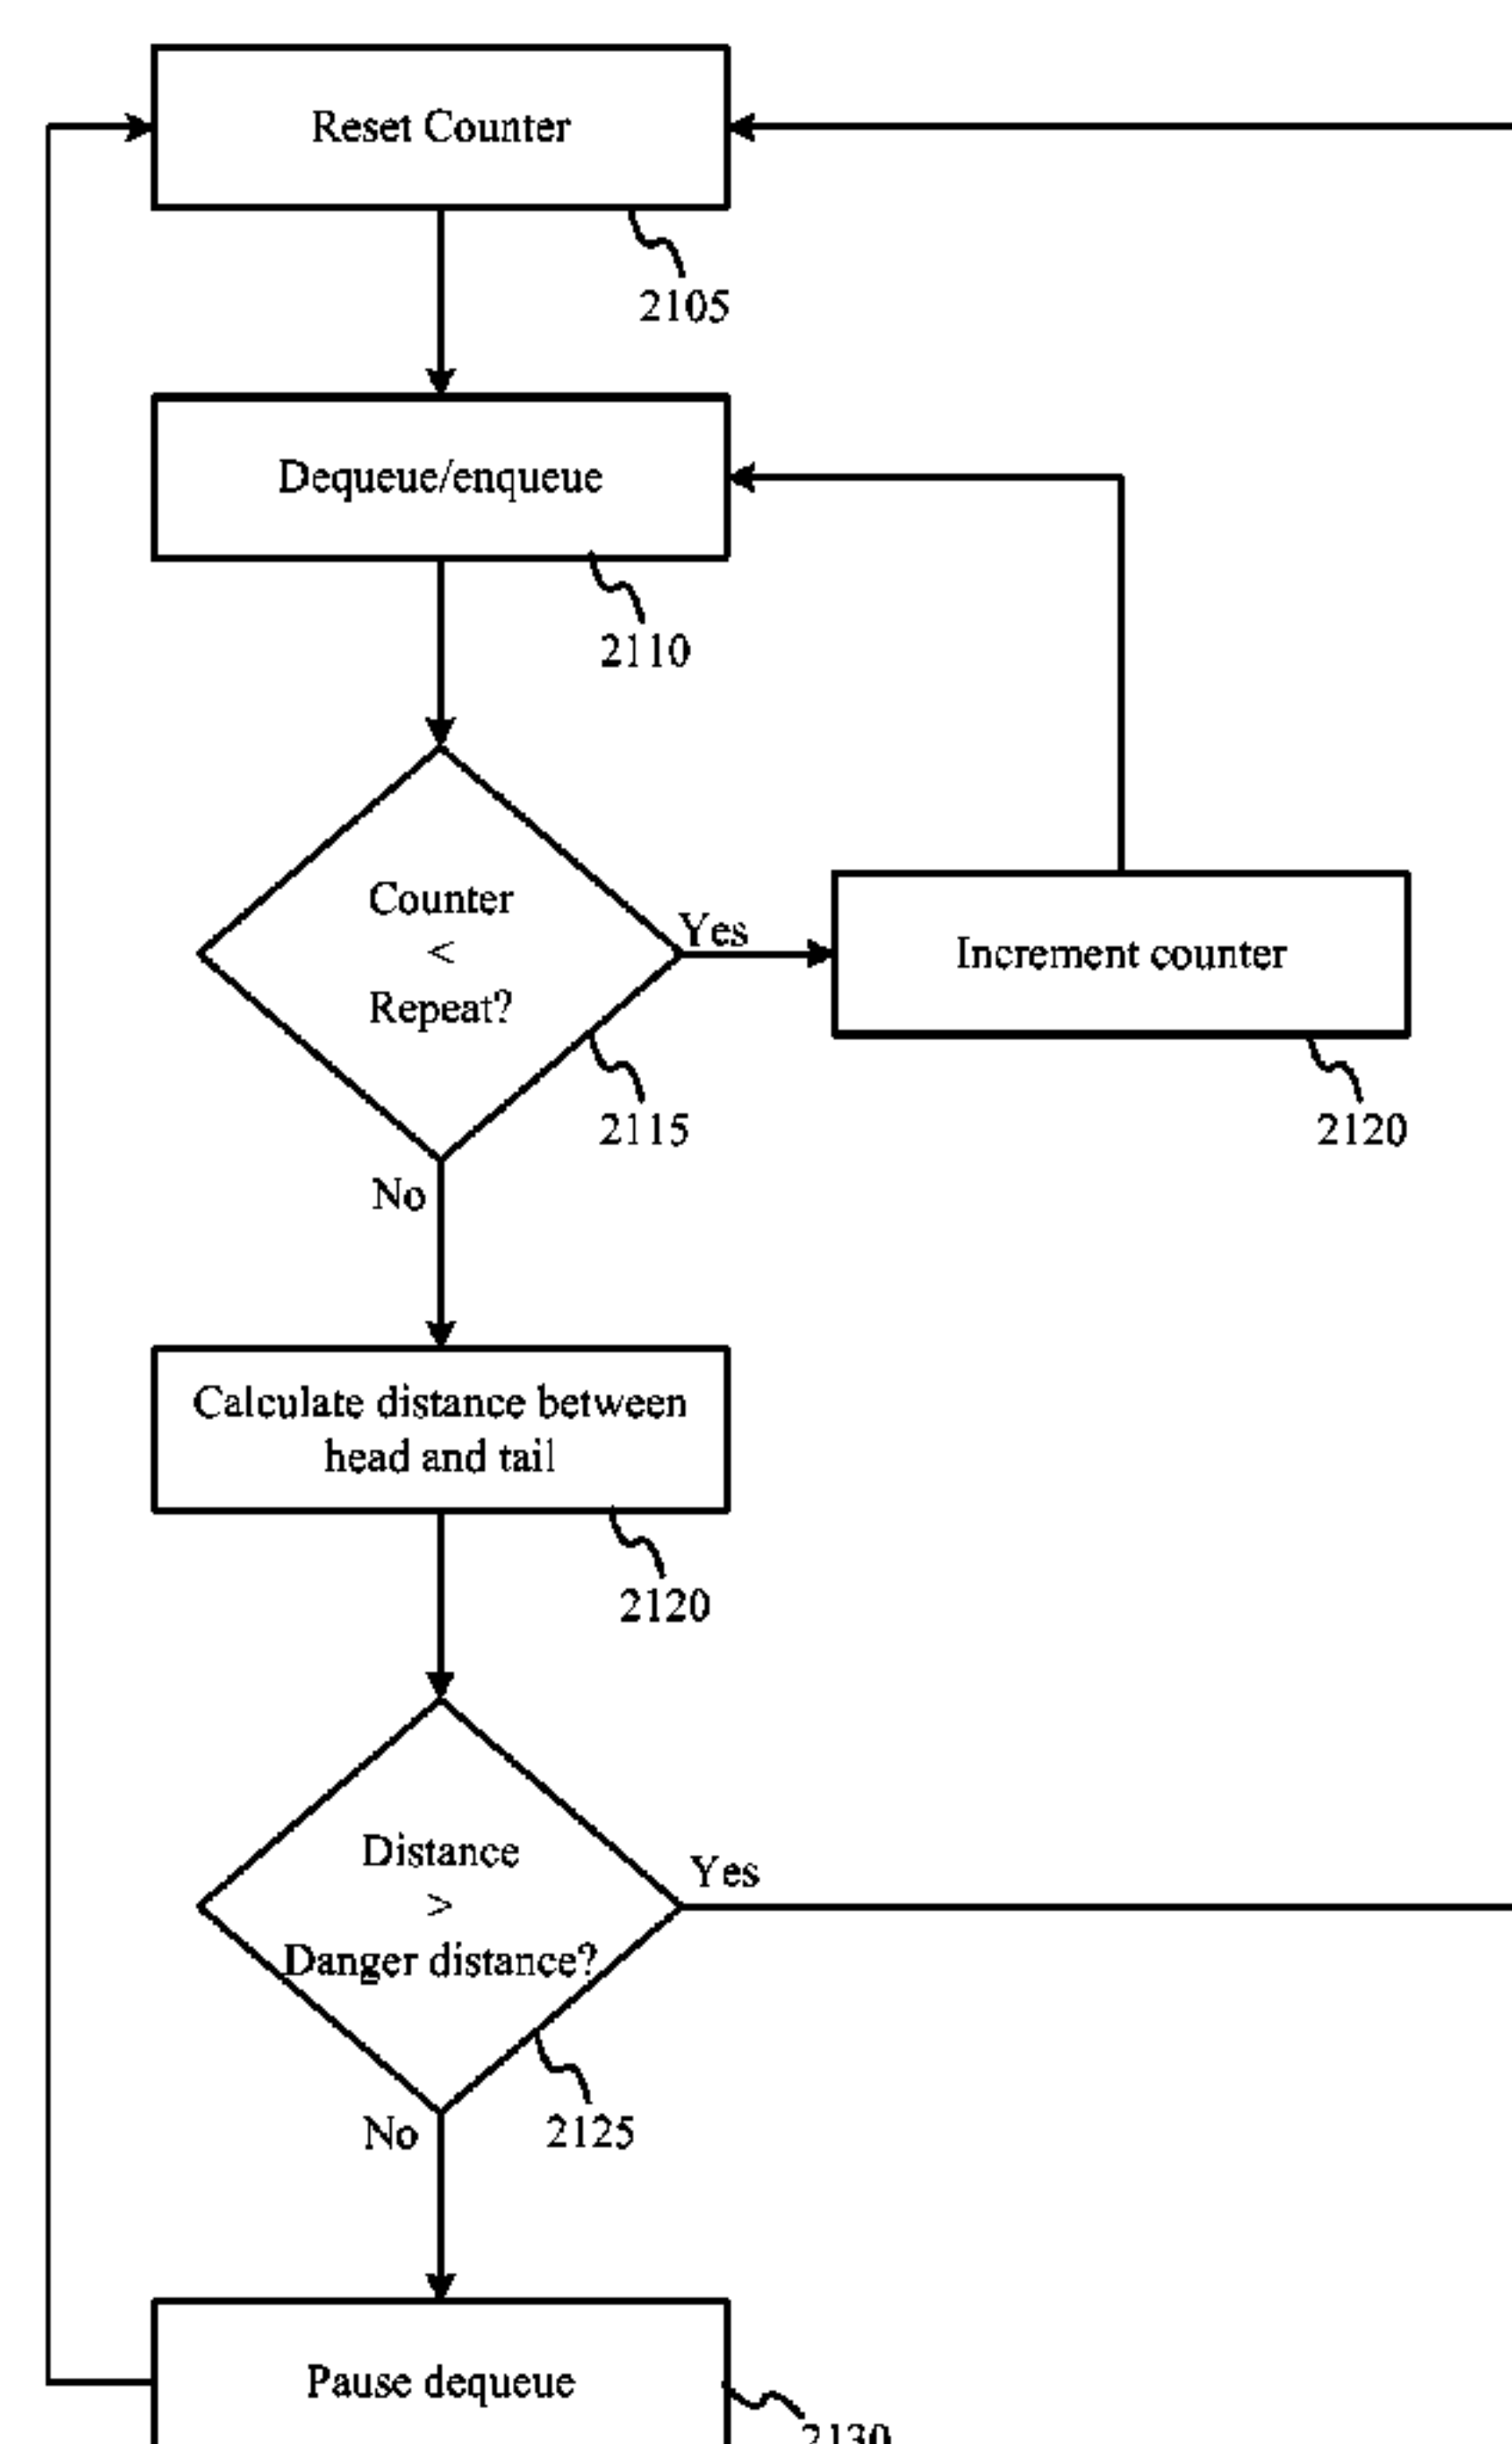 Reset Counter
2105
Dequeue/enqueue
2110
Counter
<
Repeat?
Yes
Increment counter
2115
2120
No
Calculate distance between
head and tail
2120
Distance
>
Danger distance?
Yes
2125
No
Pause dequeue
2130